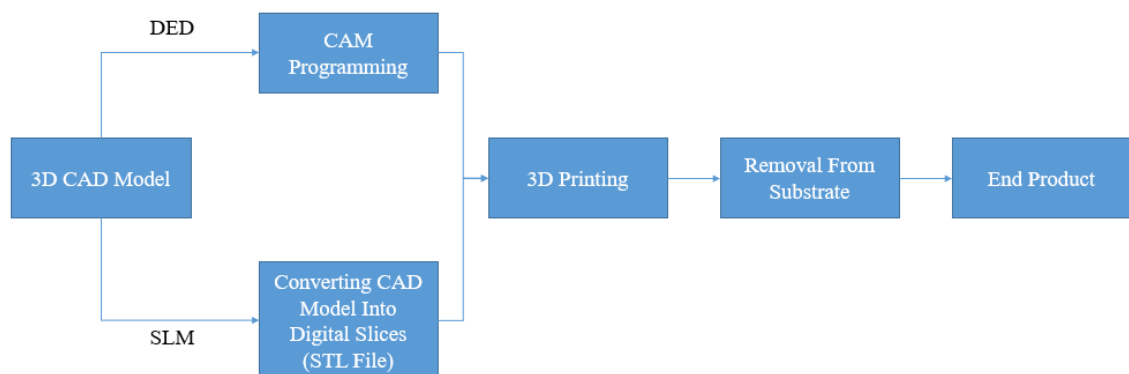 DED
CAM
Programming
3D CAD Model
3D Printing
Removal From
Substrate
End Product
Converting CAD
Model Into
Digital Slices
(STL File)
SLM